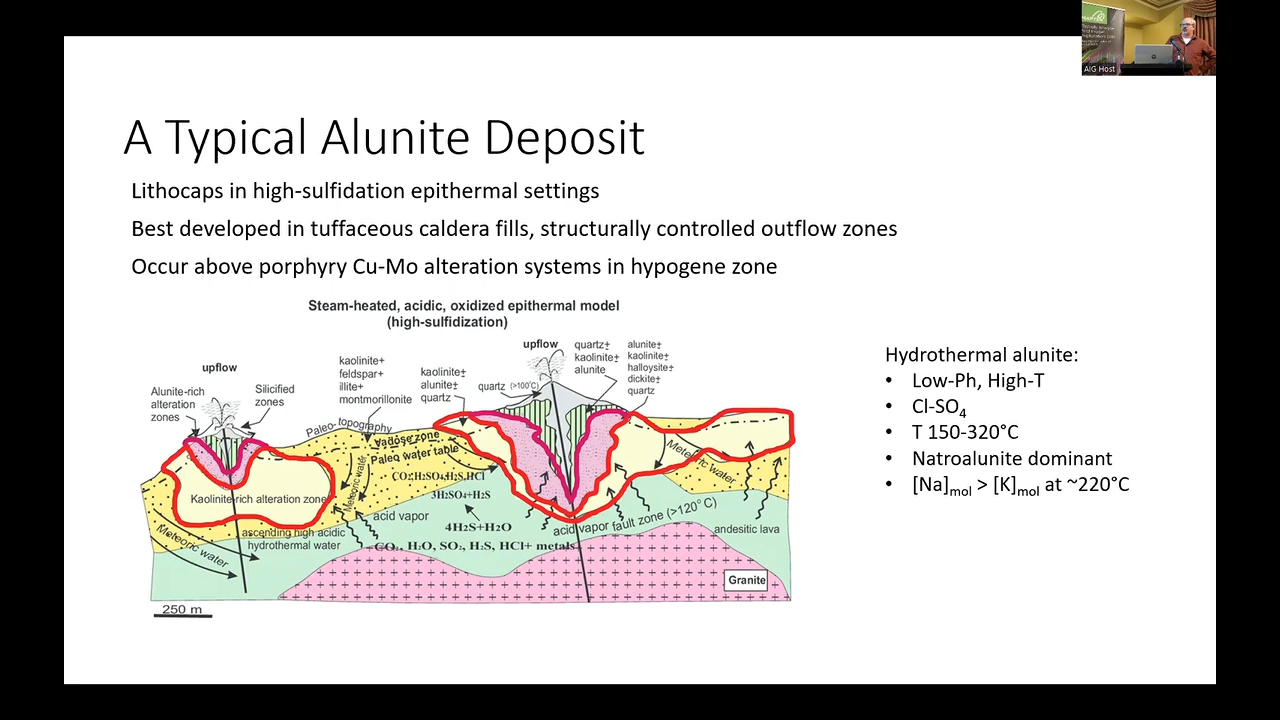 AIG Host
A Typical Alunite Deposit
Lithocaps in high-sulfidation epithermal settings
Best developed in tuffaceous caldera fills, structurally controlled outflow zones
Occur above porphyry Cu-Mo alteration systems in hypogene zone
Steam-heated, acidic, oxidized epithermal model
(high-sulfidization)
upflow
Alunite-rich
alteration
zones
Silicified
zones
kaolinite+
feldspar+
illite+
montmorillonite
kaolinite±
alunite±
quartz
upflow
quartz (>100°C)
quartz±
kaolinite±
alunite
alunite±
kaolinite±
halloysite±
dickite±
quartz
Paleo-topography
Vadose zone
Paleo water table
Meteoric water
CO2,H2SO4,H2S,HCl
3H2SO4+H2S
4H2S+H2O
acid vapor
Kaolinite-rich alteration zone
ascending high acidic
hydrothermal water
Meteoric water
CO2, H2O, SO2, H2S, HCl+ metals
acid vapor fault zone (>120° C)
Meteoric water
andesitic lava
Granite
250 m
Hydrothermal alunite:
• Low-Ph, High-T
• Cl-SO4
• T 150-320°C
• Natroalunite dominant
• [Na]mol > [K]mol at ~220°C